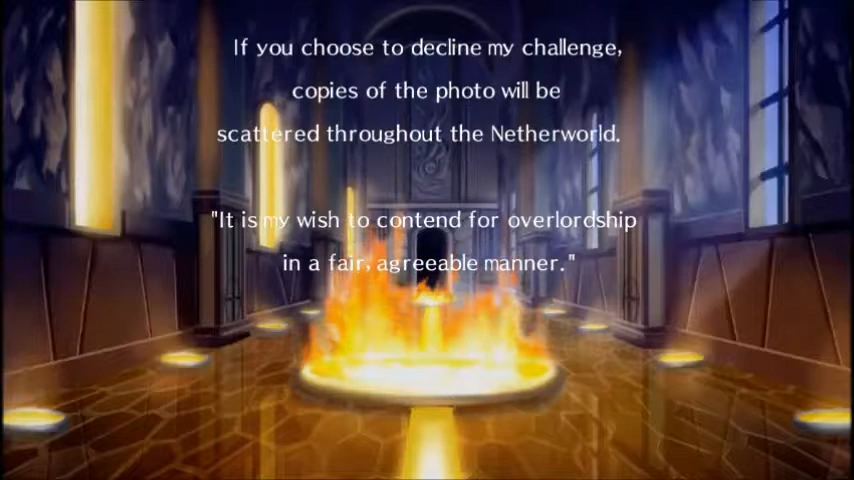 If you choose to decline my challenge,
copies of the photo will be
scattered throughout the Netherworld.
"It is my wish to contend for overlordship
in a fair, agreeable manner."